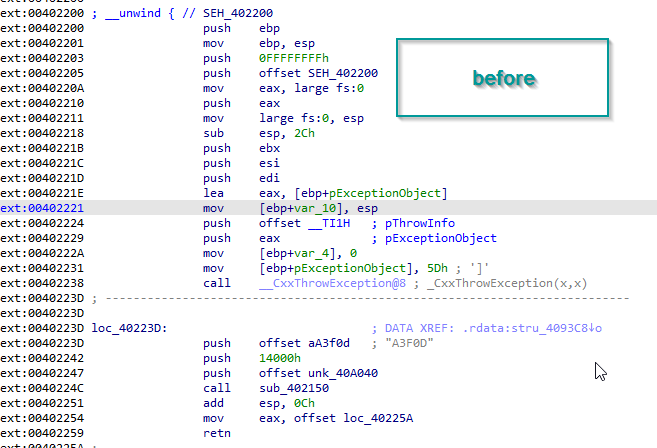 ext:00402200 ; __unwind { // SEH_402200
before
ext:00402200 push ebp
ext:00402201 mov ebp, esp
ext:00402203 push 0FFFFFFFFh
ext:00402205 push offset SEH_402200
ext:0040220A mov eax, large fs:0
ext:00402210 push eax
ext:00402211 mov large fs:0, esp
ext:00402218 sub esp, 2Ch
ext:0040221B push ebx
ext:0040221C push esi
ext:0040221D push edi
ext:0040221E lea eax, [ebp+pExceptionObject]
ext:00402221 mov [ebp+var_10], esp
ext:00402224 push offset __TI1H ; pThrowInfo
ext:00402229 push eax ; pExceptionObject
ext:0040222A mov [ebp+var_4], 0
ext:00402231 mov [ebp+pExceptionObject], 5Dh ; ']'
ext:00402238 call __CxxThrowException@8 ; _CxxThrowException(x,x)
ext:0040223D ; ---------------------------------------------------------------------------
ext:0040223D
ext:0040223D loc_40223D: ; DATA XREF: .rdata:stru_4093C8↓o
ext:0040223D push offset aA3f0d ; "A3F0D"
ext:00402242 push 14000h
ext:00402247 push offset unk_40A040
ext:0040224C call sub_402150
ext:00402251 add esp, 0Ch
ext:00402254 mov eax, offset loc_40225A
ext:00402259 retn